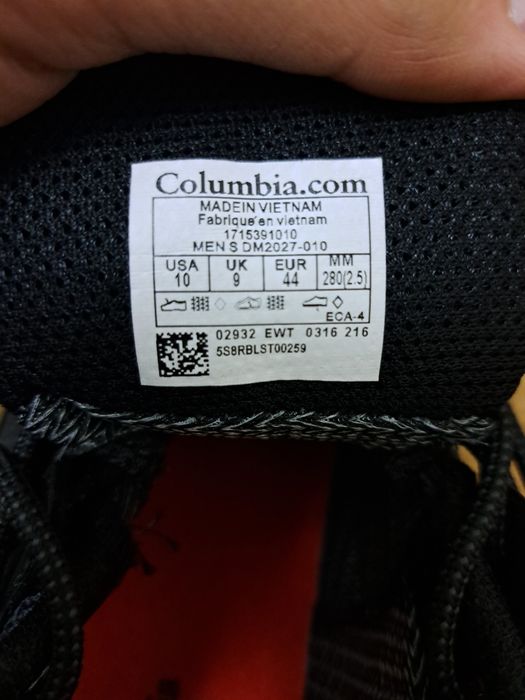 Columbia.com
MADEIN VIETNAM
Fabrique'en vietnam
1715391010
MEN S DM2027-010
USA UK EUR MM
10 9 44 280(2.5)
ECA-4
02932 EWT 0316 216
5S8RBLST00259